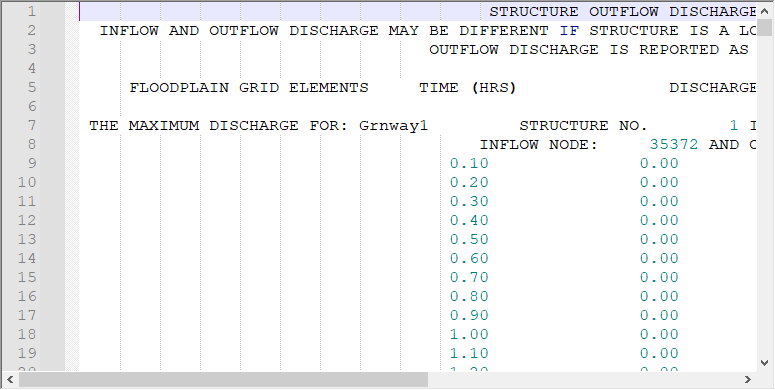 1 STRUCTURE OUTFLOW DISCHARGE
2 INFLOW AND OUTFLOW DISCHARGE MAY BE DIFFERENT IF STRUCTURE IS A LO
3 OUTFLOW DISCHARGE IS REPORTED AS
4
5 FLOODPLAIN GRID ELEMENTS TIME (HRS) DISCHARGE
6
7 THE MAXIMUM DISCHARGE FOR: Grnway1 STRUCTURE NO. 1 I
8 INFLOW NODE: 35372 AND
9 0.10 0.00
10 0.20 0.00
11 0.30 0.00
12 0.40 0.00
13 0.50 0.00
14 0.60 0.00
15 0.70 0.00
16 0.80 0.00
17 0.90 0.00
18 1.00 0.00
19 1.10 0.00
20 1.20 0.00